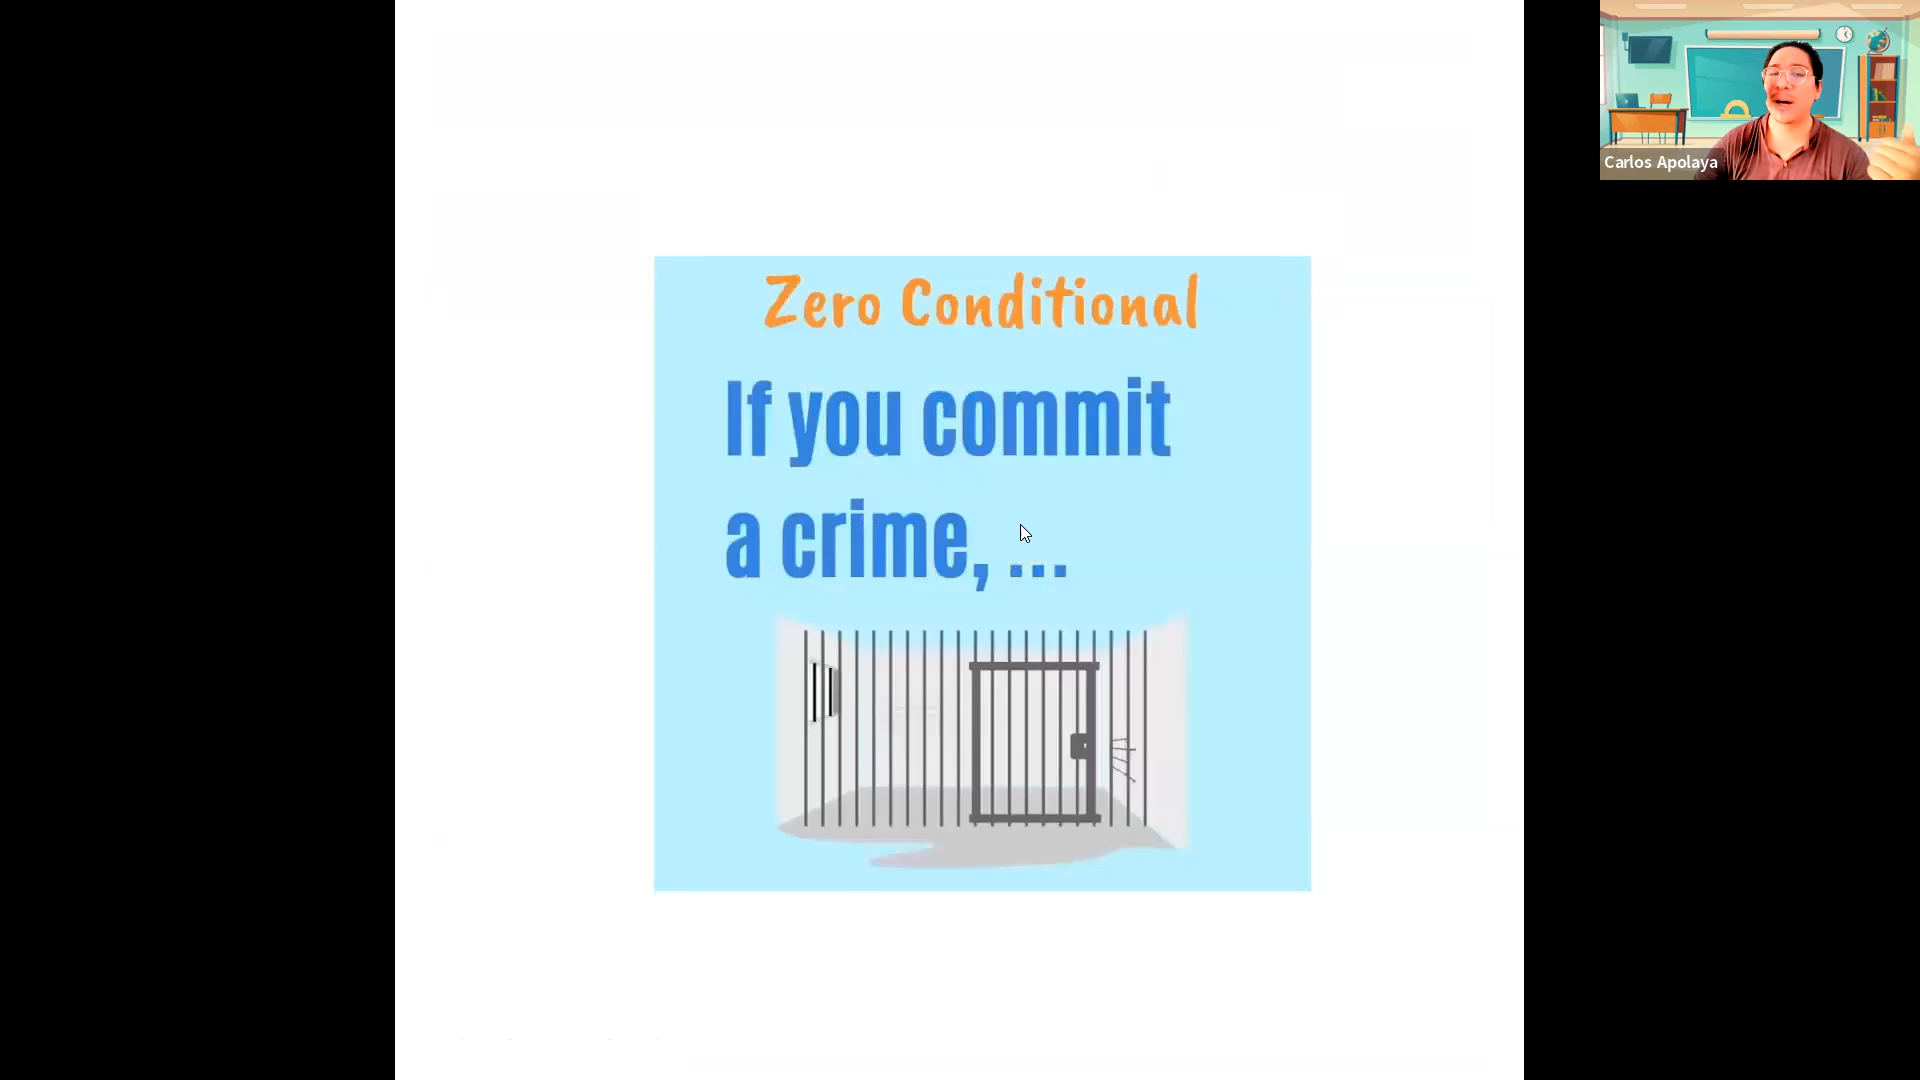 Zero Conditional
If you commit
a crime, ...
Carlos Apolaya